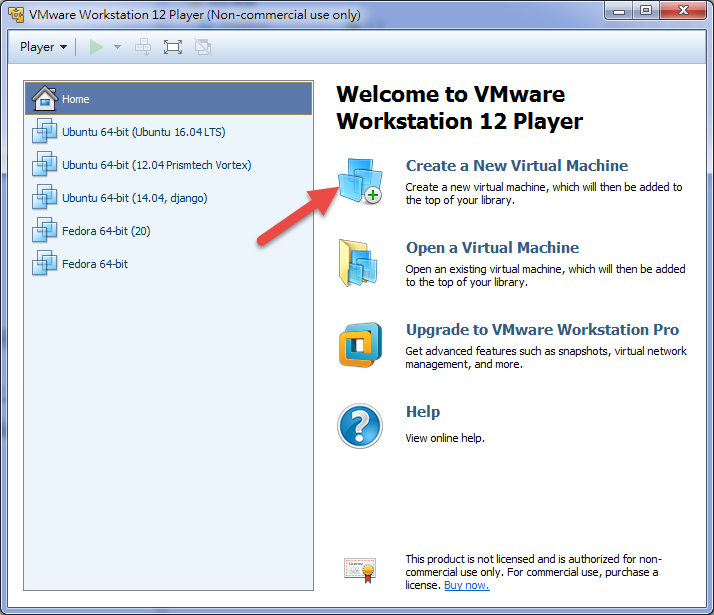 VMware Workstation 12 Player (Non-commercial use only)
Player
Home
Ubuntu 64-bit (Ubuntu 16.04 LTS)
Ubuntu 64-bit (12.04 Prismtech Vortex)
Ubuntu 64-bit (14.04, django)
Fedora 64-bit (20)
Fedora 64-bit
Welcome to VMware
Workstation 12 Player
Create a New Virtual Machine
Create a new virtual machine, which will then be added to
the top of your library.
Open a Virtual Machine
Open an existing virtual machine, which will then be added
to the top of your library.
Upgrade to VMware Workstation Pro
Get advanced features such as snapshots, virtual network
management, and more.
Help
View online help.
This product is not licensed and is authorized for non-
commercial use only. For commercial use, purchase a
license. Buy now.